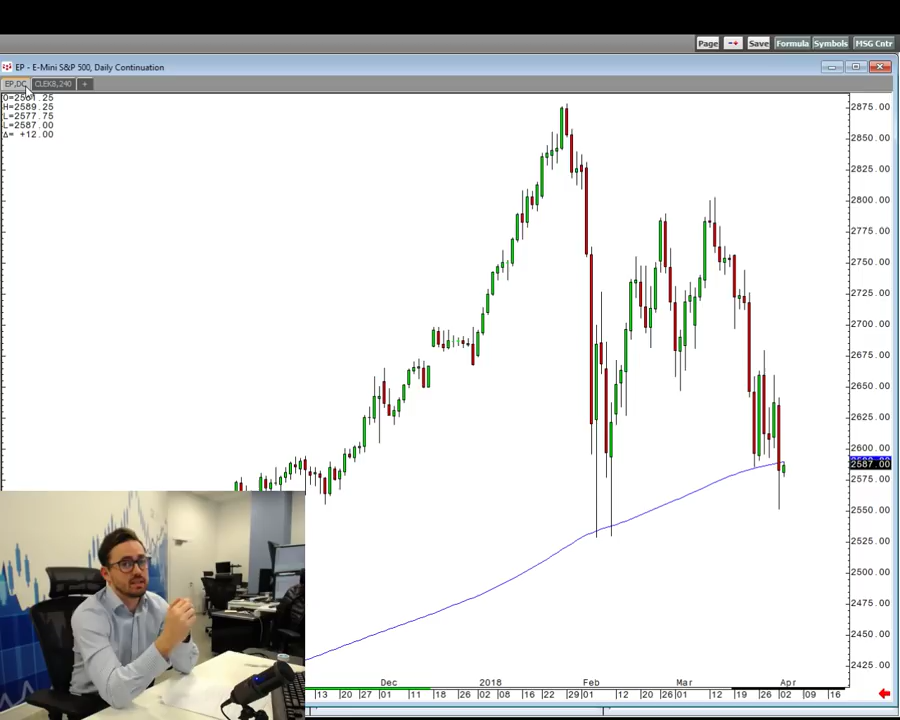 Page -+ Save Formula Symbols MSG Cntr
EP - E-Mini S&P 500, Daily Continuation
EP,DC CLEK8,240 +
H=2589.25
L=2577.75
L=2587.00
Δ= +12.00
2875.00
2850.00
2825.00
2800.00
2775.00
2750.00
2725.00
2700.00
2675.00
2650.00
2625.00
2600.00
2587.00
2575.00
2550.00
2525.00
2500.00
2475.00
2450.00
2425.00
Dec 2018 Feb Mar Apr
13 20 27 01 11 18 26 02 08 16 22 29 01 12 20 26 01 12 19 26 02 09 16